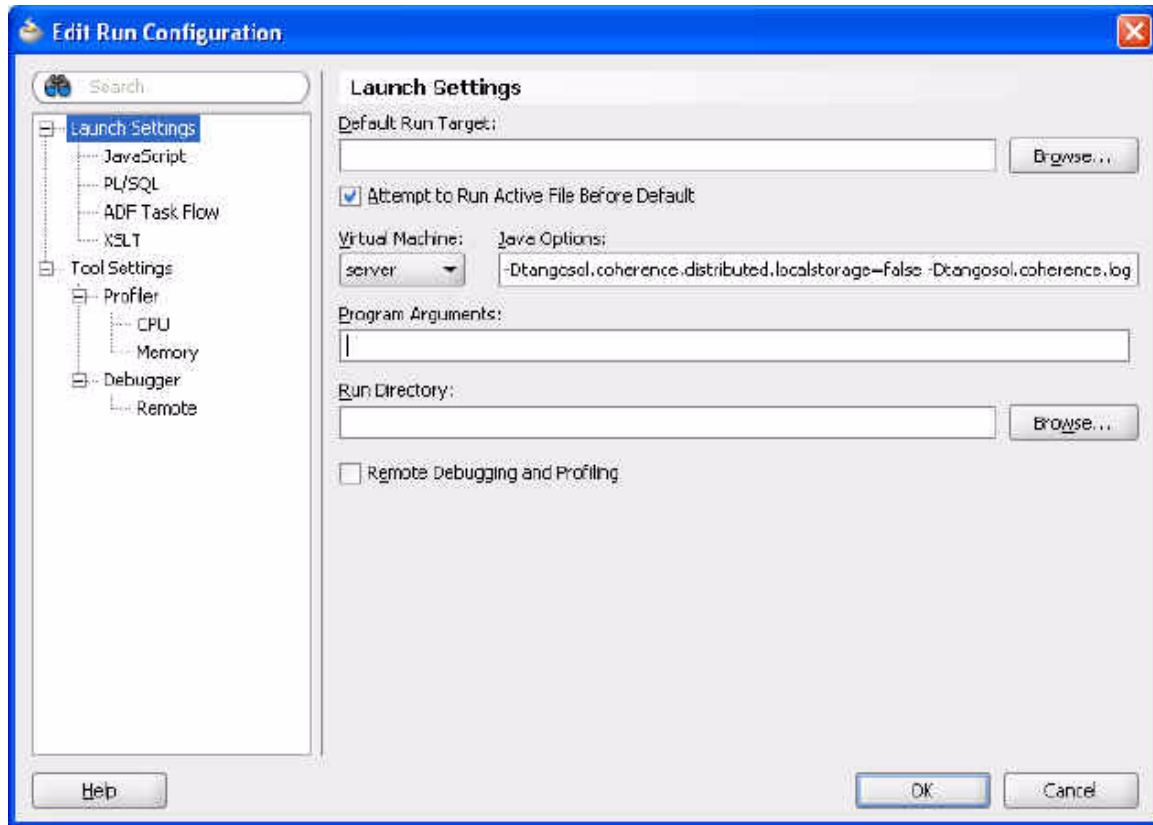 Edit Run Configuration
Search
Launch Settings
JavaScript
PL/SQL
ADF Task Flow
XSLT
Tool Settings
Profiler
CPU
Memory
Debugger
Remote
Launch Settings
Default Run Target:
Browse...
Attempt to Run Active File Before Default
Virtual Machine: Java Options:
server -Dtangosol.coherence.distributed.localstorage=false -Dtangosol.coherence.log
Program Arguments:
Run Directory:
Browse...
Remote Debugging and Profiling
Help OK Cancel